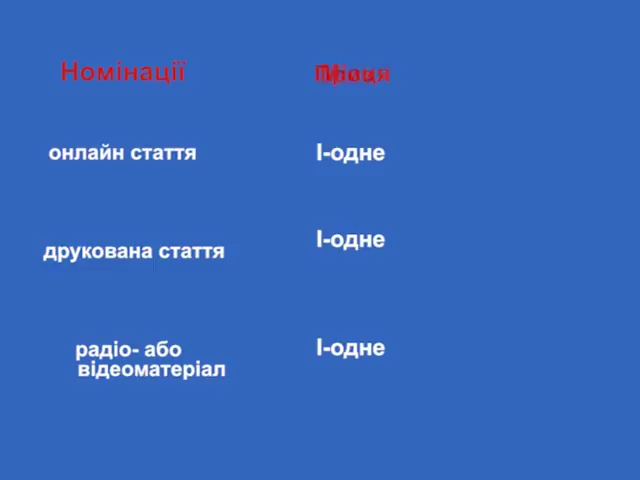 Номінації
онлайн стаття І-одне
друкована стаття І-одне
радіо- або
відеоматеріал І-одне